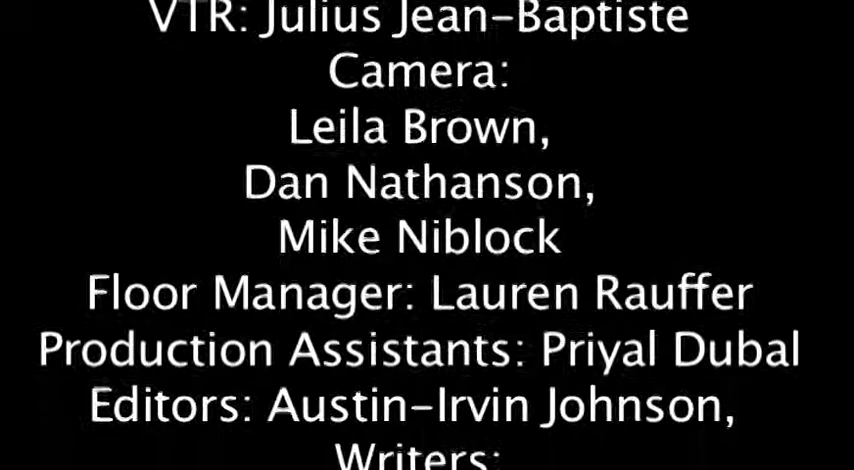 VTR: Julius Jean-Baptiste
Camera:
Leila Brown,
Dan Nathanson,
Mike Niblock
Floor Manager: Lauren Rauffer
Production Assistants: Priyal Dubal
Editors: Austin-Irvin Johnson,
Writers: